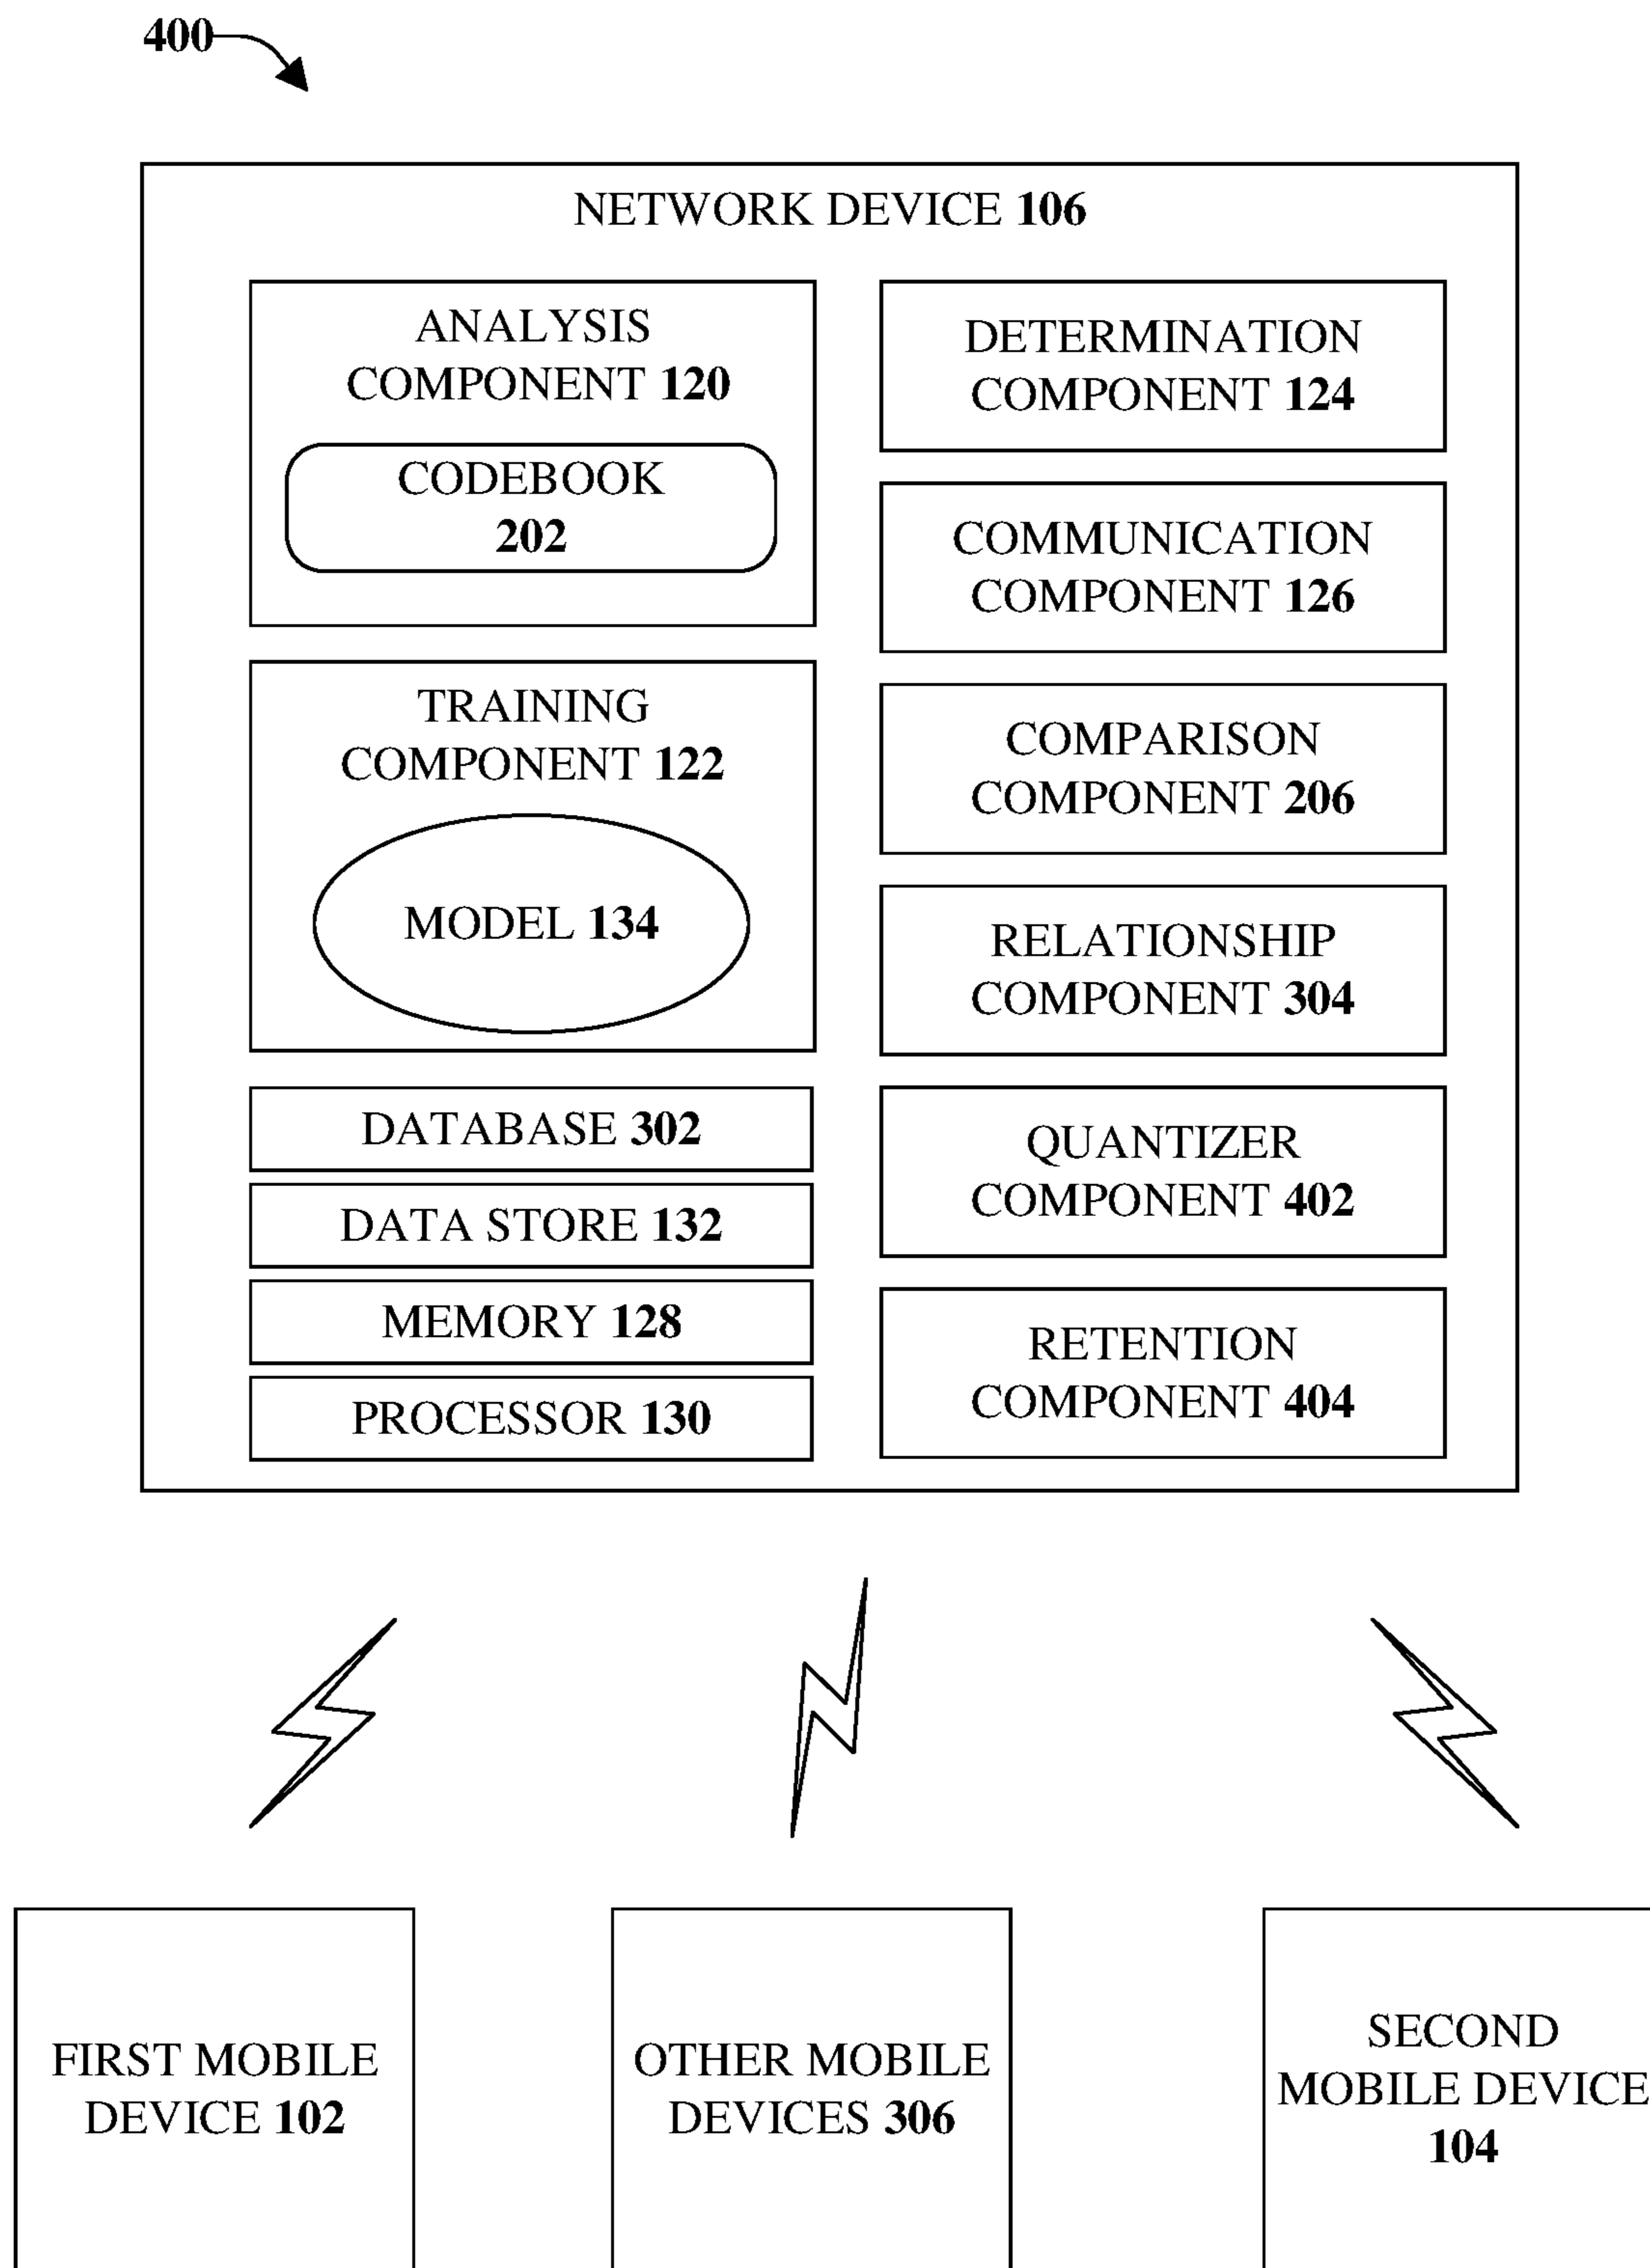 400
NETWORK DEVICE 106
ANALYSIS
COMPONENT 120
CODEBOOK
202
TRAINING
COMPONENT 122
MODEL 134
DATABASE 302
DATA STORE 132
MEMORY 128
PROCESSOR 130
DETERMINATION
COMPONENT 124
COMMUNICATION
COMPONENT 126
COMPARISON
COMPONENT 206
RELATIONSHIP
COMPONENT 304
QUANTIZER
COMPONENT 402
RETENTION
COMPONENT 404
FIRST MOBILE
DEVICE 102
OTHER MOBILE
DEVICES 306
SECOND
MOBILE DEVICE
104